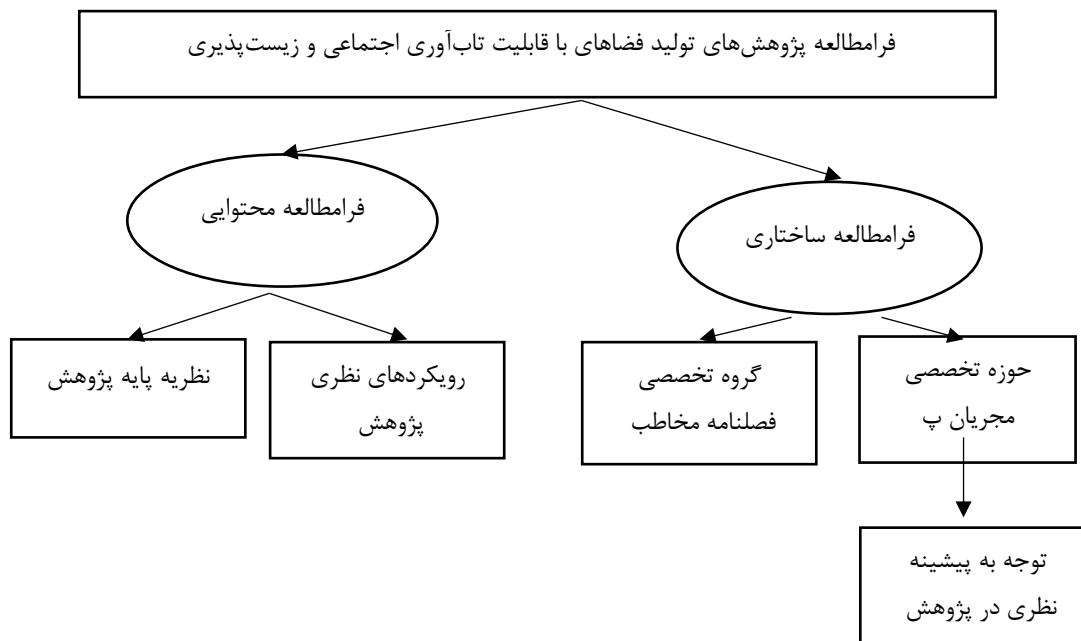 فرامطالعه پژوهش‌های تولید فضاهای با قابلیت تاب‌آوری اجتماعی و زیست‌پذیری
فرامطالعه ساختاری
فرامطالعه محتوایی
حوزه تخصصی
مجریان پ
گروه تخصصی
فصلنامه مخاطب
رویکردهای نظری
پژوهش
نظریه پایه پژوهش
توجه به پیشینه
نظری در پژوهش